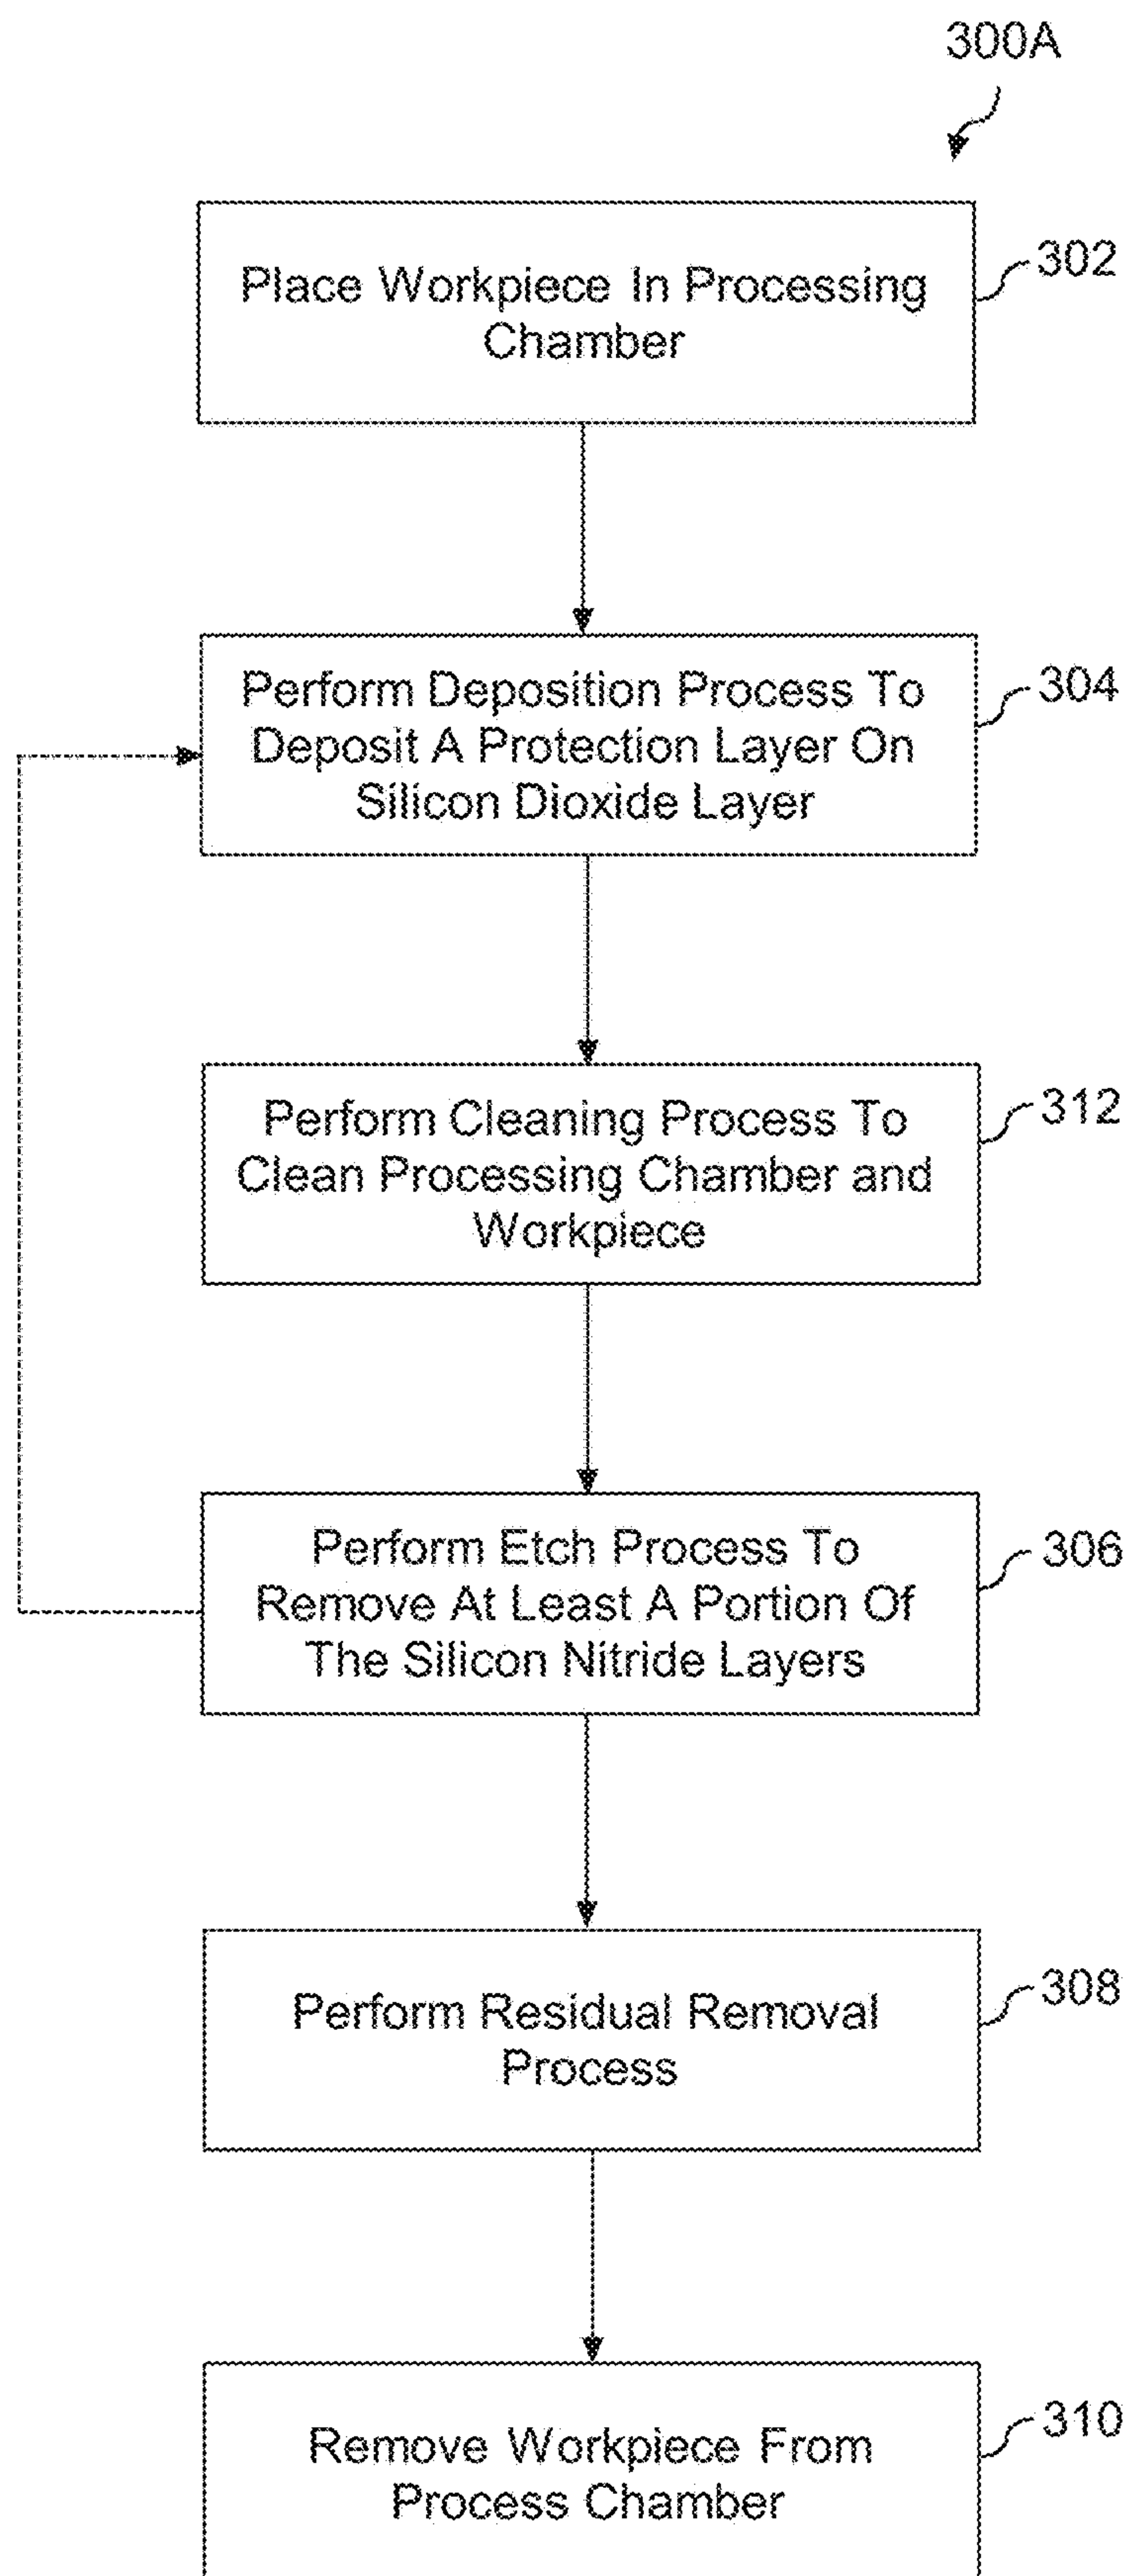 300A
Place Workpiece In Processing
Chamber
302
Perform Deposition Process To
Deposit A Protection Layer On
Silicon Dioxide Layer
304
Perform Cleaning Process To
Clean Processing Chamber and
Workpiece
312
Perform Etch Process To
Remove At Least A Portion Of
The Silicon Nitride Layers
306
Perform Residual Removal
Process
308
Remove Workpiece From
Process Chamber
310